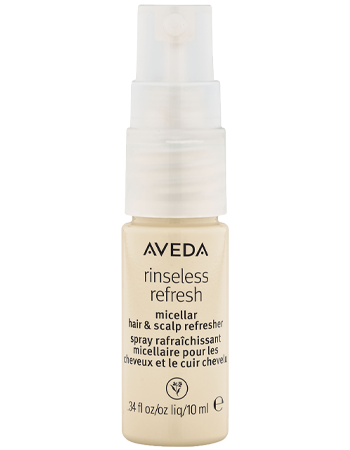 AVEDA
rinseless
refresh
micellar
hair & scalp refresher
spray rafraîchissant
micellaire pour les
cheveux et le cuir chevelu
.34 fl oz/oz liq/10 ml ℮